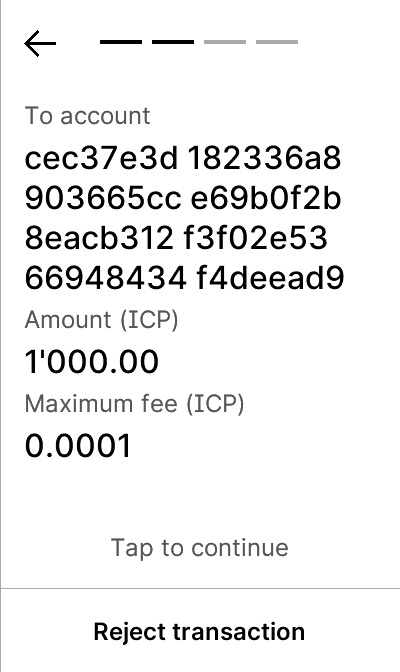 To account
cec37e3d 182336a8
903665cc e69b0f2b
8eacb312 f3f02e53
66948434 f4deead9
Amount (ICP)
1'000.00
Maximum fee (ICP)
0.0001
Tap to continue
Reject transaction